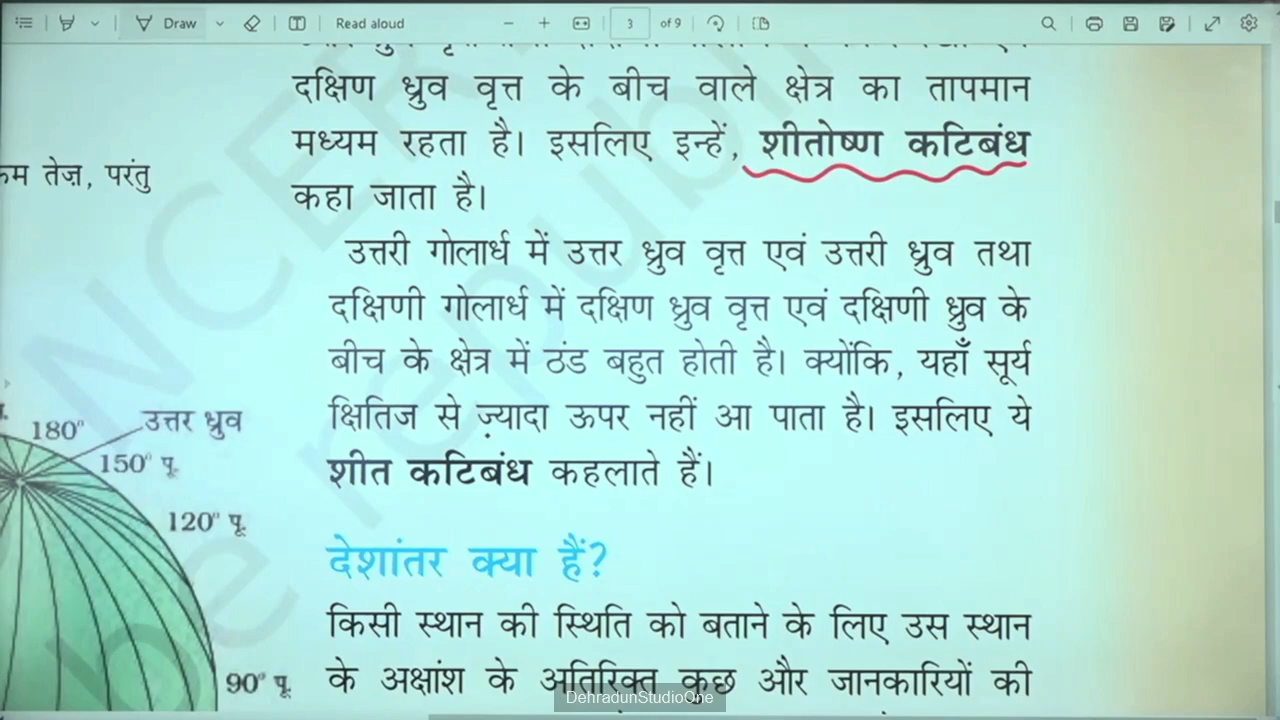 Draw
Read aloud
3 of 9
दक्षिण ध्रुव वृत्त के बीच वाले क्षेत्र का तापमान
मध्यम रहता है। इसलिए इन्हें, शीतोष्ण कटिबंध
कहा जाता है।
तेज़, परंतु
उत्तरी गोलार्ध में उत्तर ध्रुव वृत्त एवं उत्तरी ध्रुव तथा
दक्षिणी गोलार्ध में दक्षिण ध्रुव वृत्त एवं दक्षिणी ध्रुव के
बीच के क्षेत्र में ठंड बहुत होती है। क्योंकि, यहाँ सूर्य
क्षितिज से ज़्यादा ऊपर नहीं आ पाता है। इसलिए ये
शीत कटिबंध कहलाते हैं।
देशांतर क्या हैं?
किसी स्थान की स्थिति को बताने के लिए उस स्थान
के अक्षांश के अतिरिक्त कुछ और जानकारियों की
180° उत्तर ध्रुव
150° पू.
120° पू.
90° पू.
DehradunStudioOne